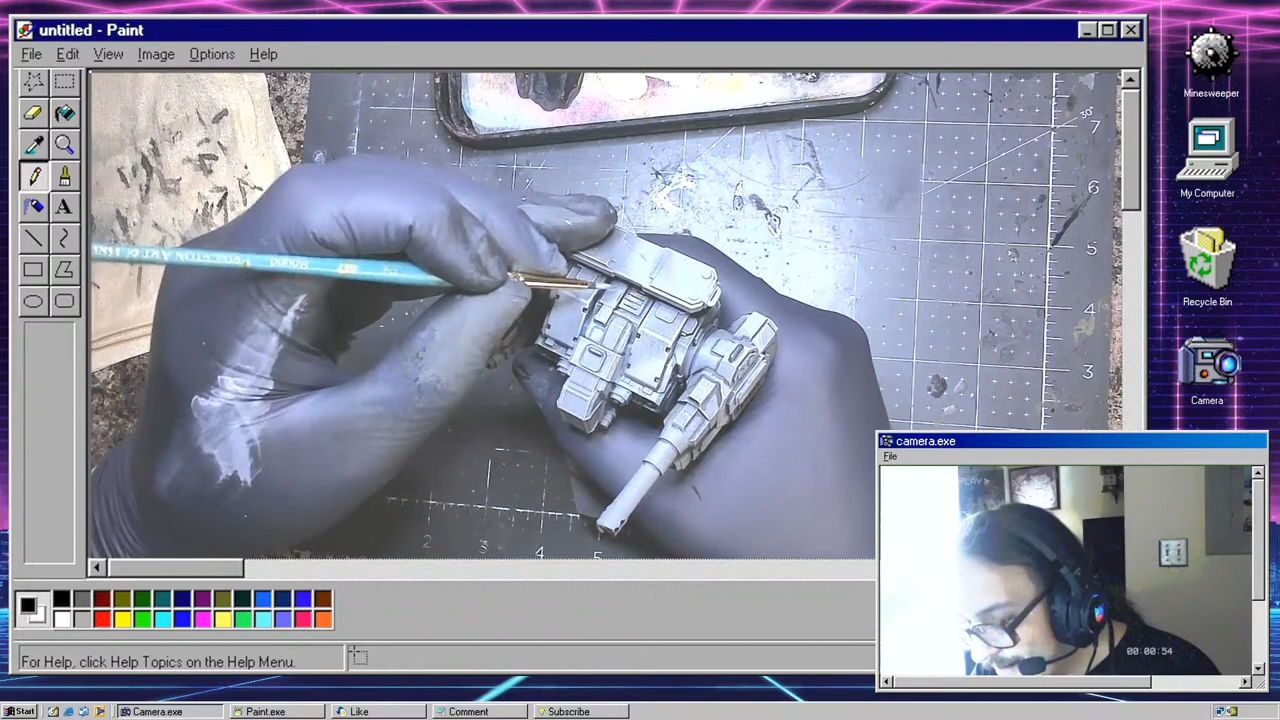 untitled - Paint
File Edit View Image Options Help
Minesweeper
My Computer
Recycle Bin
Camera
30°
7
6
5
4
3
2 3 4 5
camera.exe
File
PLAY
00:00:54
For Help, click Help Topics on the Help Menu.
Start Camera.exe Paint.exe Like Comment Subscribe